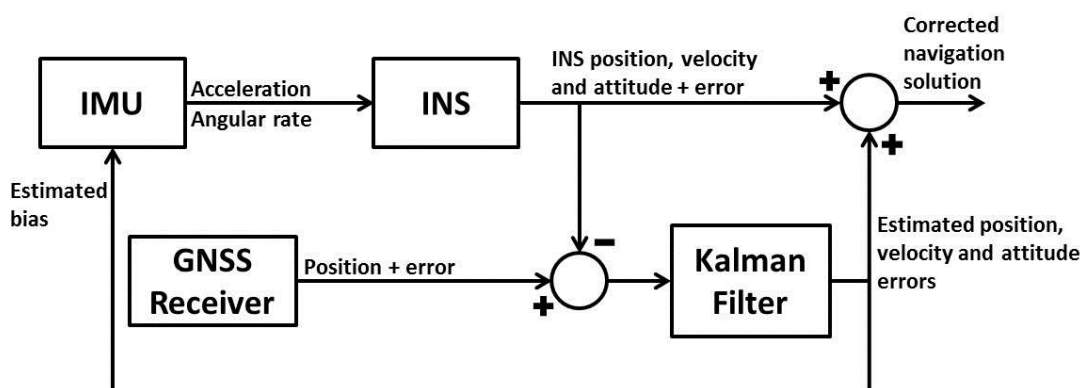 IMU
Acceleration
Angular rate
INS
INS position, velocity
and attitude + error
+
Corrected
navigation
solution
+
Estimated
bias
GNSS
Receiver
Position + error
−
+
Kalman
Filter
Estimated position,
velocity and attitude
errors